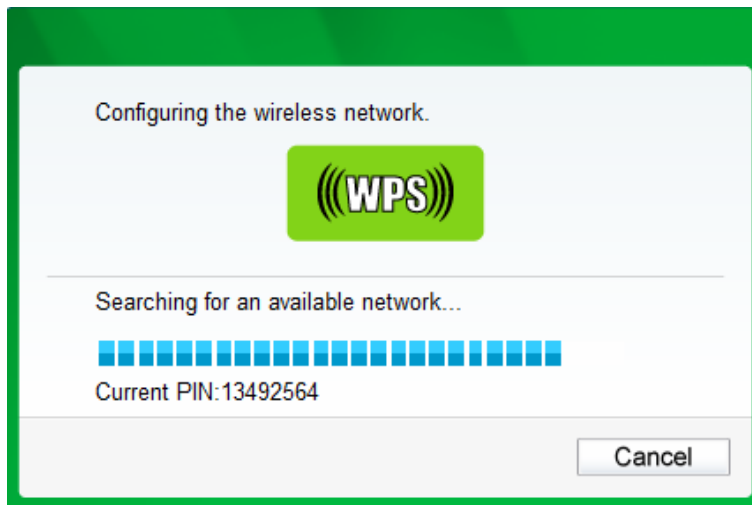 Configuring the wireless network.
WPS
Searching for an available network...
Current PIN:13492564
Cancel